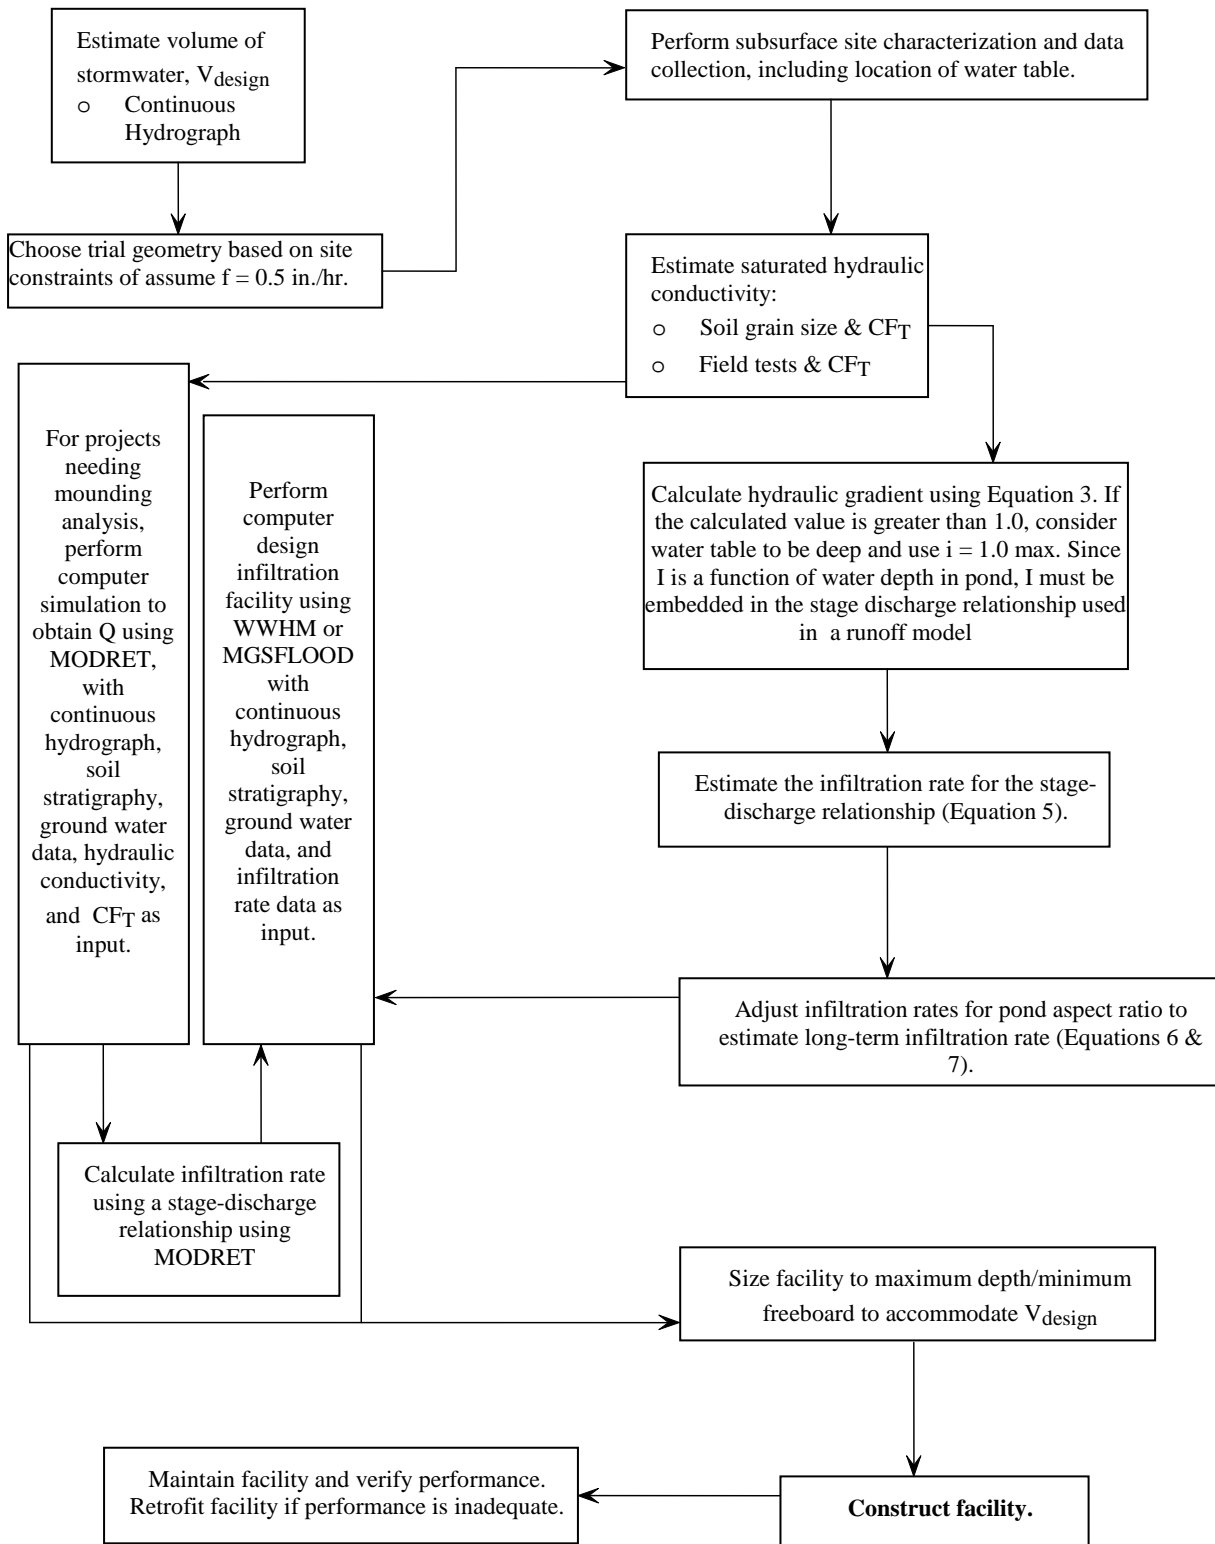 Estimate volume of
stormwater, Vdesign
o Continuous
Hydrograph
Choose trial geometry based on site
constraints of assume f = 0.5 in./hr.
Perform subsurface site characterization and data
collection, including location of water table.
Estimate saturated hydraulic
conductivity:
o Soil grain size & CFT
o Field tests & CFT
For projects
needing
mounding
analysis,
perform
computer
simulation to
obtain Q using
MODRET,
with
continuous
hydrograph,
soil
stratigraphy,
ground water
data, hydraulic
conductivity,
and CFT as
input.
Perform
computer
design
infiltration
facility using
WWHM or
MGSFLOOD
with
continuous
hydrograph,
soil
stratigraphy,
ground water
data, and
infiltration
rate data as
input.
Calculate hydraulic gradient using Equation 3. If
the calculated value is greater than 1.0, consider
water table to be deep and use i = 1.0 max. Since
I is a function of water depth in pond, I must be
embedded in the stage discharge relationship used
in a runoff model
Estimate the infiltration rate for the stage-
discharge relationship (Equation 5).
Adjust infiltration rates for pond aspect ratio to
estimate long-term infiltration rate (Equations 6 &
7).
Calculate infiltration rate
using a stage-discharge
relationship using
MODRET
Size facility to maximum depth/minimum
freeboard to accommodate Vdesign
Construct facility.
Maintain facility and verify performance.
Retrofit facility if performance is inadequate.